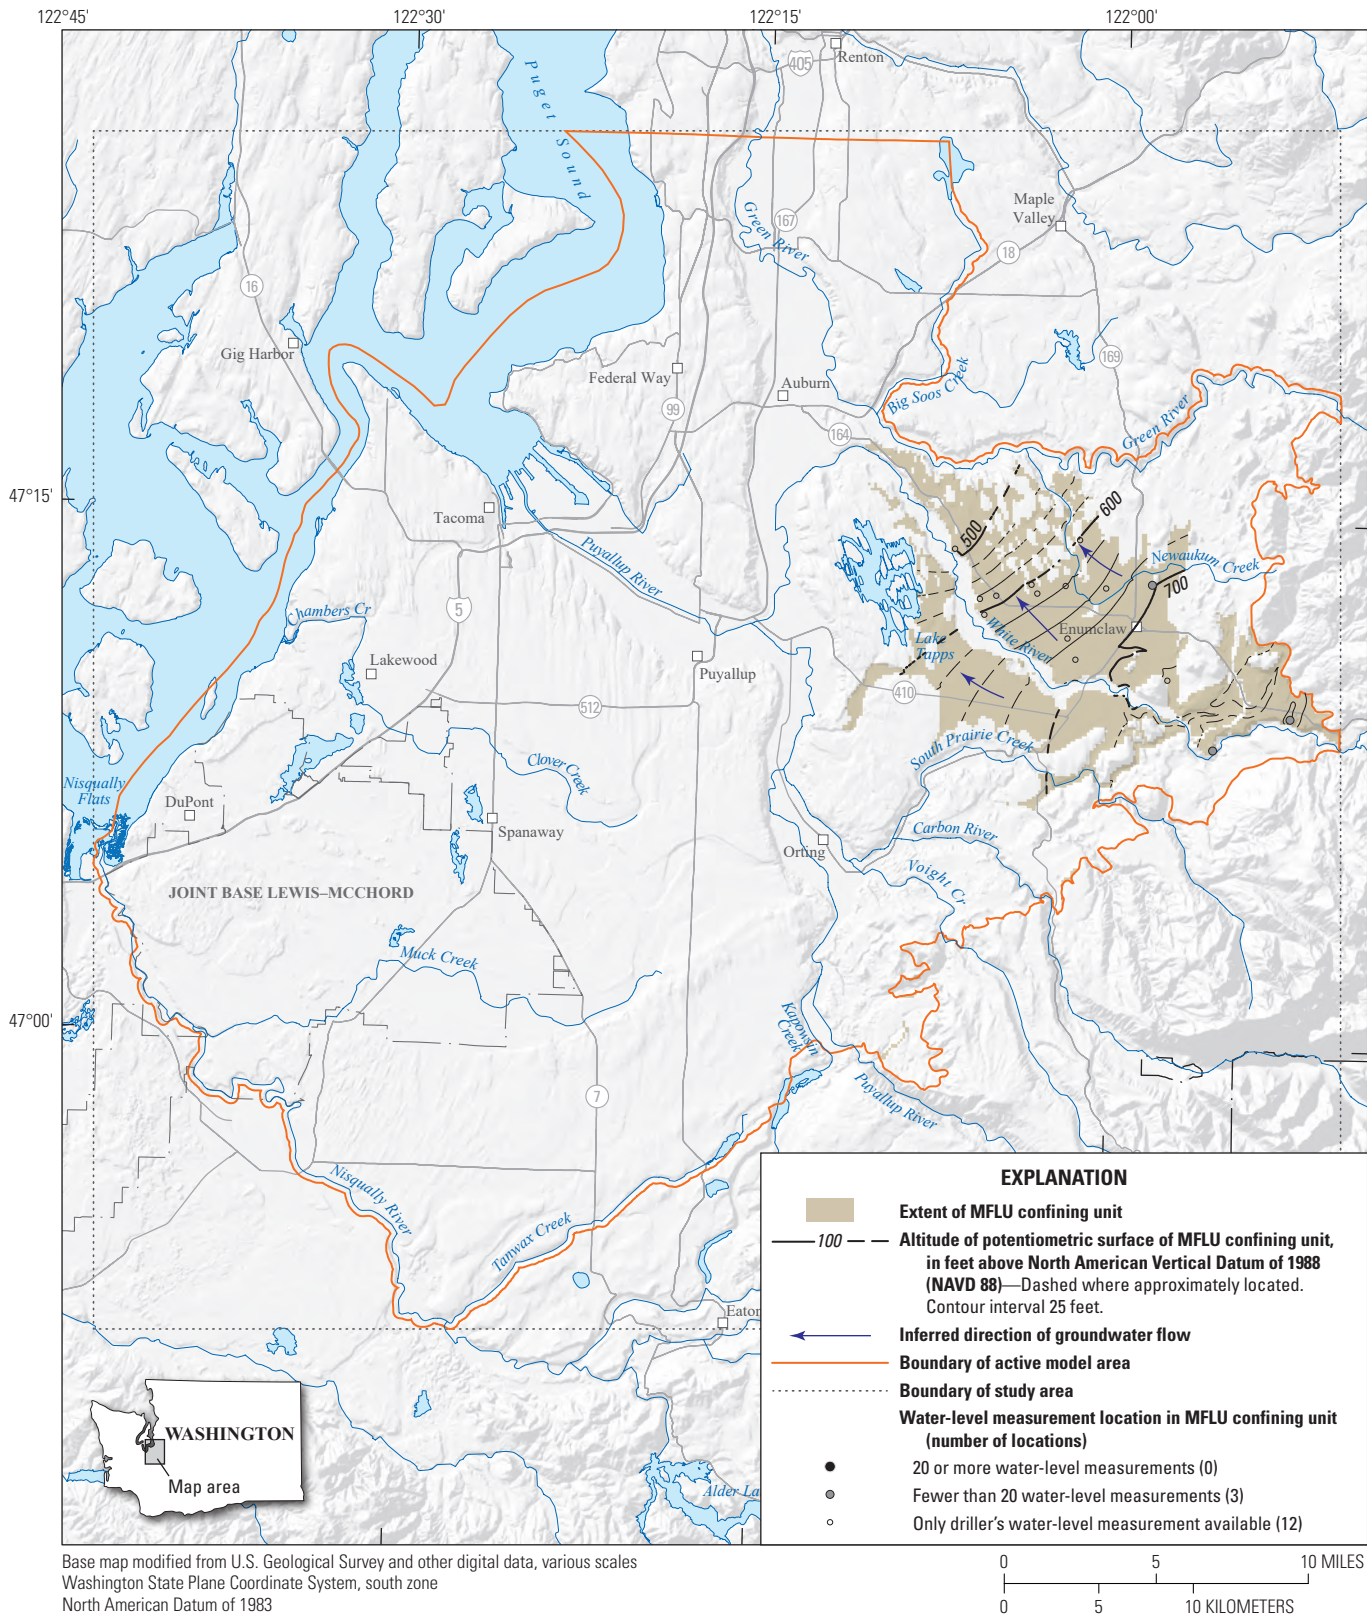 122°45'
122°30'
122°15'
122°00'
47°15'
47°00'
Puget Sound
405
Renton
Green River
167
Maple
Valley
18
16
Gig Harbor
169
Federal Way
99
Auburn
Big Soos Creek
Green River
164
500
600
Tacoma
Puyallup River
Newaukum Creek
700
5
Chambers Cr
Lake
Tapps
White River
Enumclaw
Lakewood
Puyallup
512
410
South Prairie Creek
Clover Creek
Nisqually
Flats
DuPont
Spanaway
Carbon River
Orting
Voight Cr
JOINT BASE LEWIS–MCCHORD
Muck Creek
Kapowsin
Creek
Puyallup River
7
Nisqually River
Tanwax Creek
Eaton
Alder La
WASHINGTON
Map area
EXPLANATION
Extent of MFLU confining unit
100
Altitude of potentiometric surface of MFLU confining unit,
in feet above North American Vertical Datum of 1988
(NAVD 88)—Dashed where approximately located.
Contour interval 25 feet.
Inferred direction of groundwater flow
Boundary of active model area
Boundary of study area
Water-level measurement location in MFLU confining unit
(number of locations)
20 or more water-level measurements (0)
Fewer than 20 water-level measurements (3)
Only driller's water-level measurement available (12)
Base map modified from U.S. Geological Survey and other digital data, various scales
Washington State Plane Coordinate System, south zone
North American Datum of 1983
0 5 10 MILES
0 5 10 KILOMETERS